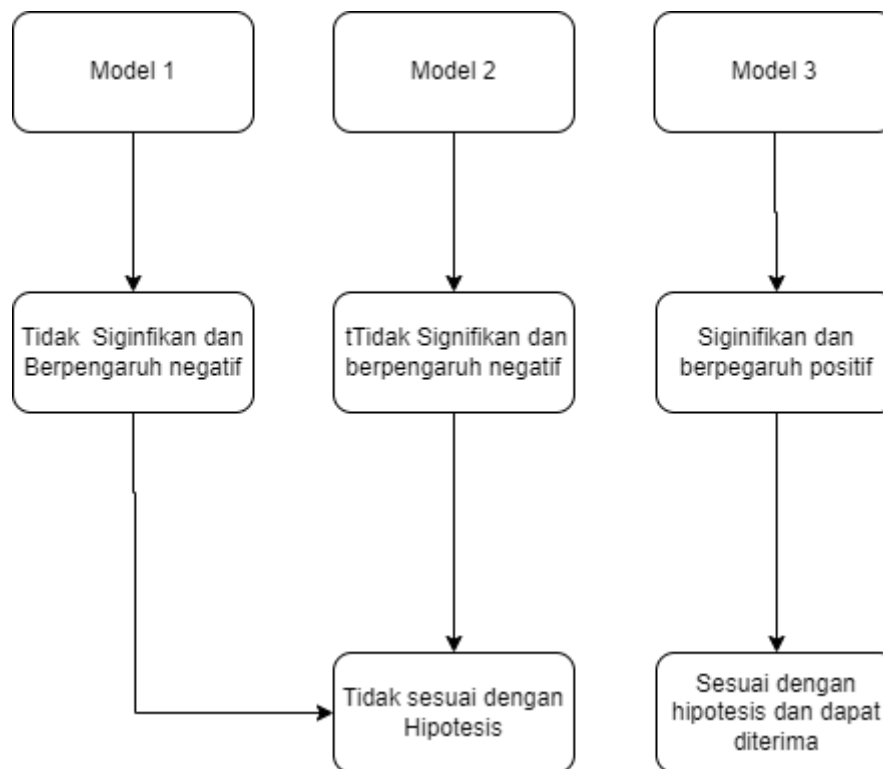 Model 1
Model 2
Model 3
Tidak  Siginfikan dan
Berpengaruh negatif
tTidak Signifikan dan
berpengaruh negatif
Siginifikan dan
berpegaruh positif
Tidak sesuai dengan
Hipotesis
Sesuai dengan
hipotesis dan dapat
diterima